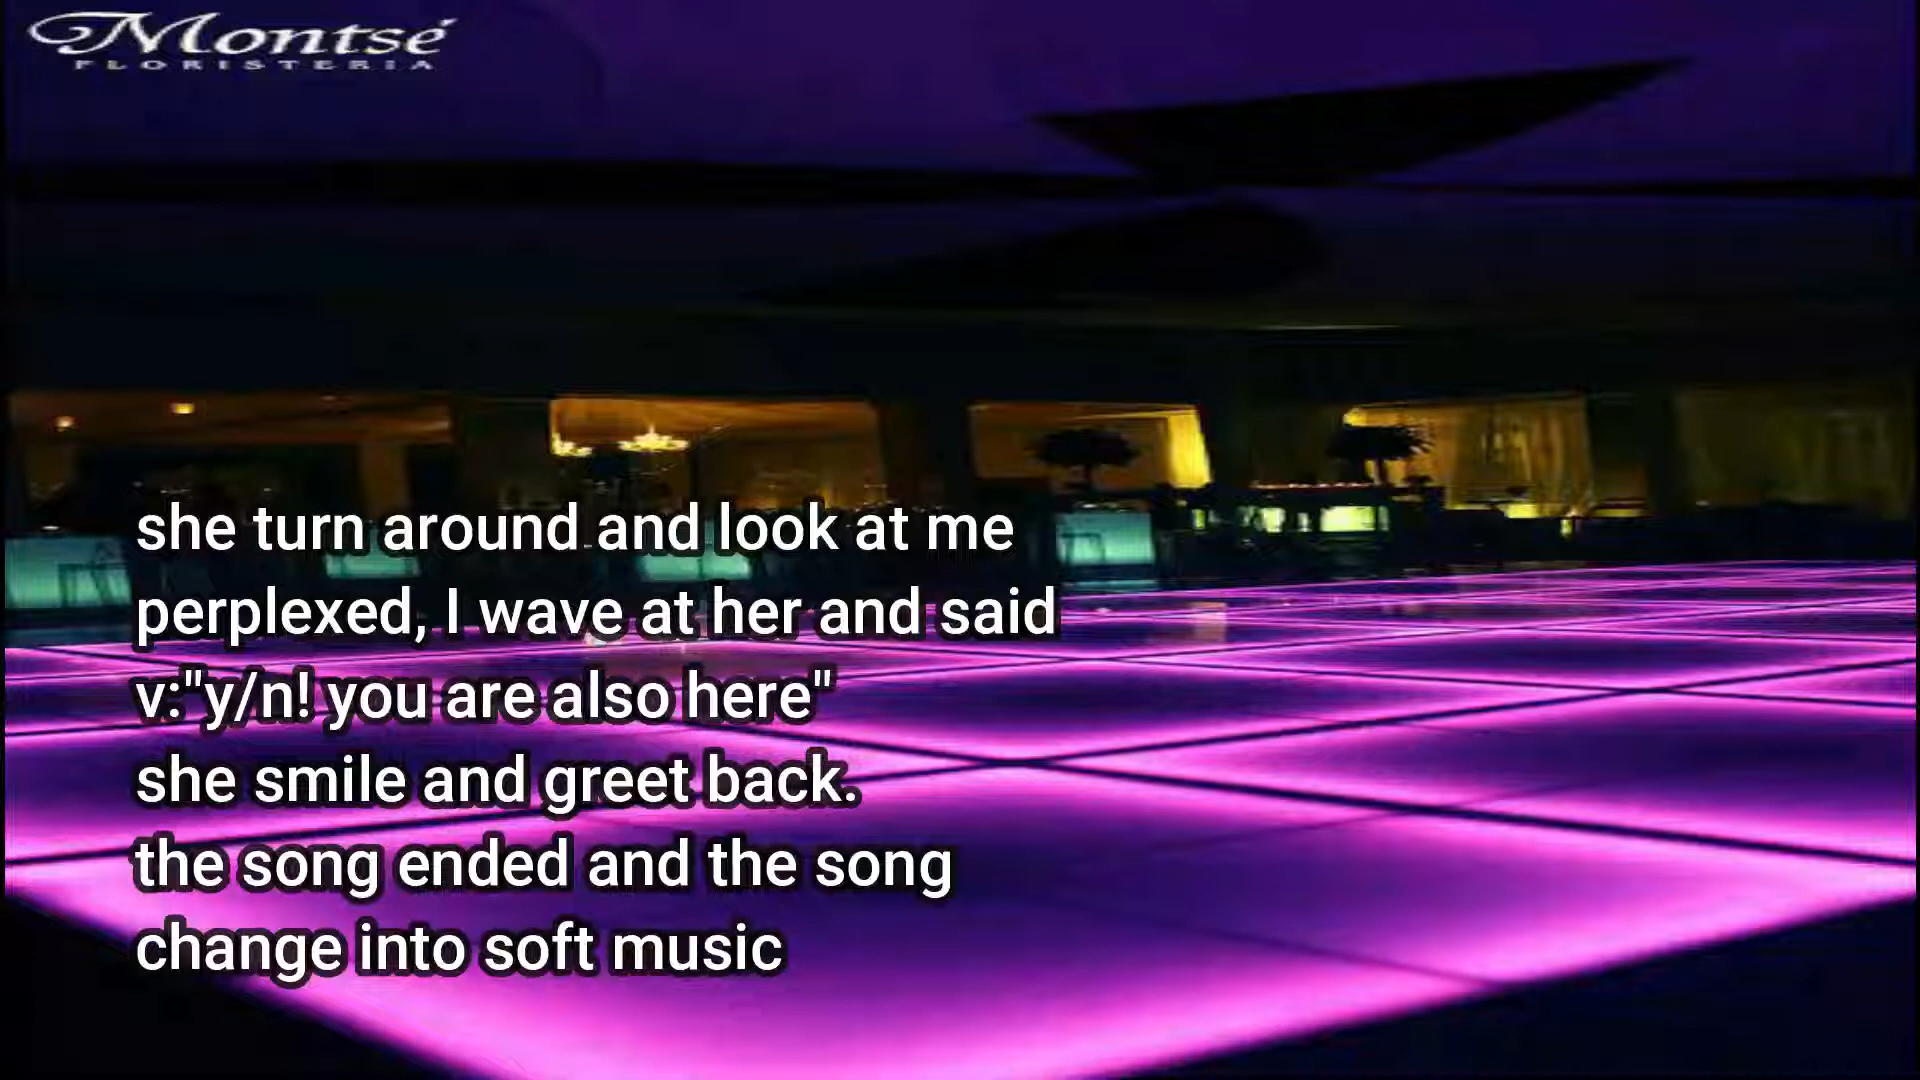 Montsé
FLORISTERIA
she turn around and look at me
perplexed, I wave at her and said
v:"y/n! you are also here"
she smile and greet back.
the song ended and the song
change into soft music